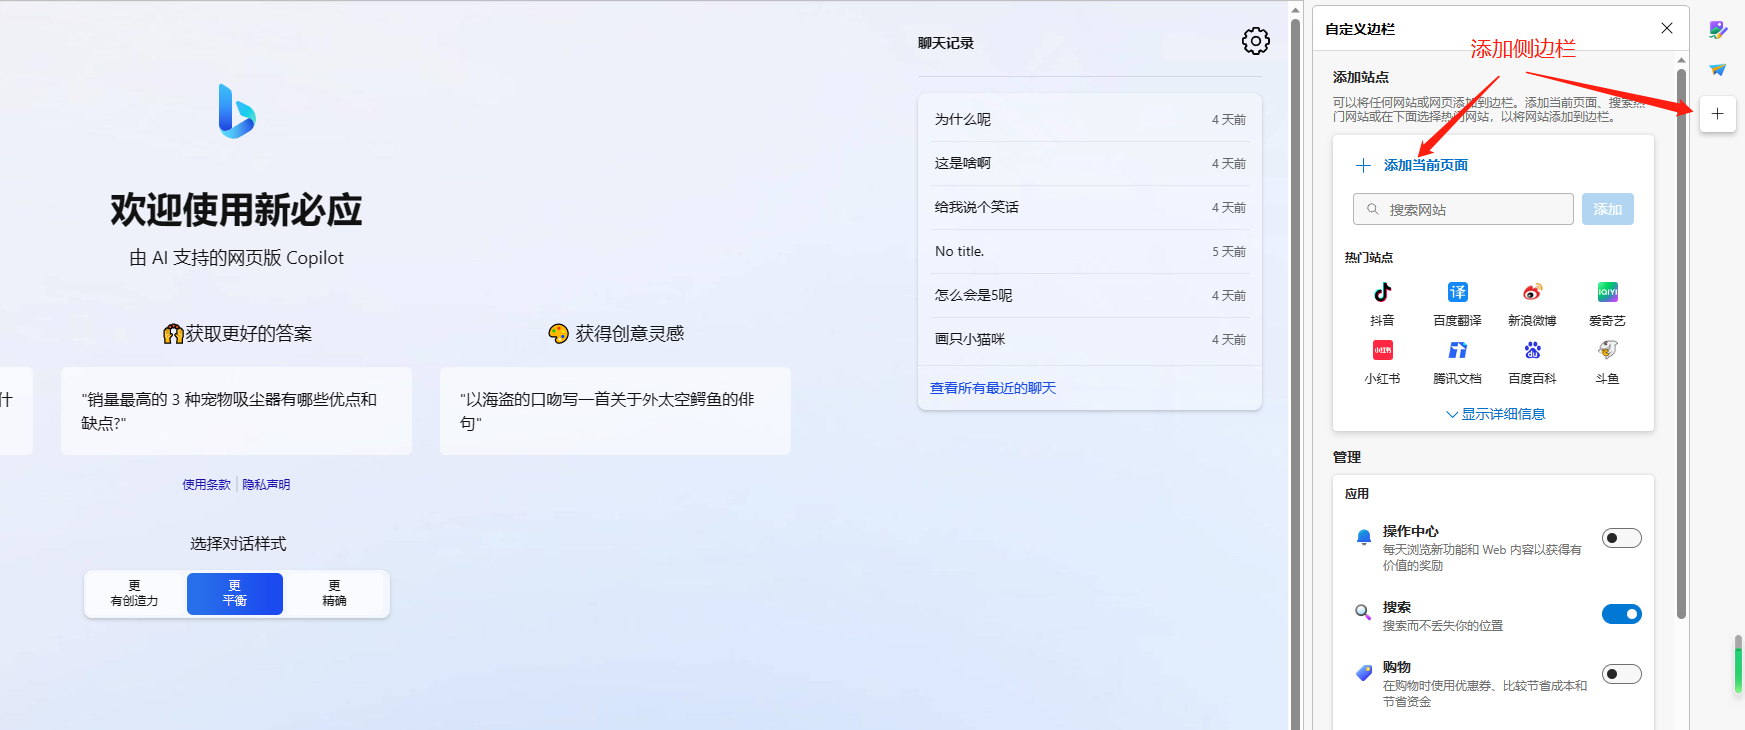 欢迎使用新必应
由 AI 支持的网页版 Copilot
🙌获取更好的答案
什
"销量最高的 3 种宠物吸尘器有哪些优点和
缺点?"
🎨 获得创意灵感
"以海盗的口吻写一首关于外太空鳄鱼的俳
句"
使用条款 | 隐私声明
选择对话样式
更
有创造力
更
平衡
更
精确
聊天记录
为什么呢 4 天前
这是啥啊 4 天前
给我说个笑话 4 天前
No title. 5 天前
怎么会是5呢 4 天前
画只小猫咪 4 天前
查看所有最近的聊天
自定义边栏
添加侧边栏
添加站点
可以将任何网站或网页添加到边栏。添加当前页面、搜索热
门网站或在下面选择热门网站，以将网站添加到边栏。
添加当前页面
搜索网站 添加
热门站点
抖音 百度翻译 新浪微博 爱奇艺
小红书 腾讯文档 百度百科 斗鱼
显示详细信息
管理
应用
操作中心
每天浏览新功能和 Web 内容以获得有
价值的奖励
搜索
搜索而不丢失你的位置
购物
在购物时使用优惠券、比较节省成本和
节省资金